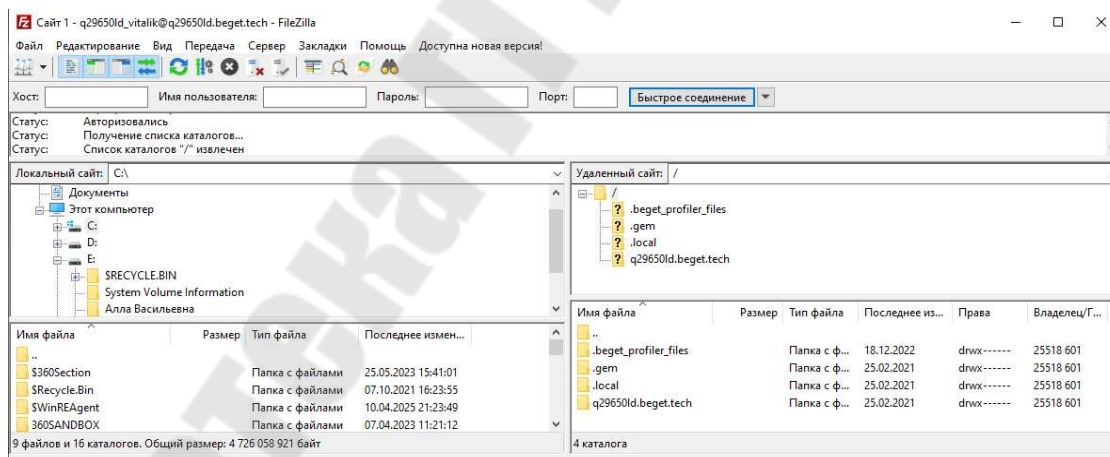 Сайт 1 - q29650ld_vitalik@q29650ld.beget.tech - FileZilla
Файл Редактирование Вид Передача Сервер Закладки Помощь Доступна новая версия!
Хост: Имя пользователя: Пароль: Порт: Быстрое соединение
Статус: Авторизовались
Статус: Получение списка каталогов...
Статус: Список каталогов "/" извлечен
Локальный сайт: C:\
Документы
Этот компьютер
C:
D:
E:
$RECYCLE.BIN
System Volume Information
Алла Васильевна
Имя файла Размер Тип файла Последнее измен...
..
$360Section Папка с файлами 25.05.2023 15:41:01
$Recycle.Bin Папка с файлами 07.10.2021 16:23:55
$WinREAgent Папка с файлами 10.04.2025 21:23:49
360SANDBOX Папка с файлами 07.04.2023 11:21:12
9 файлов и 16 каталогов. Общий размер: 4 726 058 921 байт
Удаленный сайт: /
/
.beget_profiler_files
.gem
.local
q29650ld.beget.tech
Имя файла Размер Тип файла Последнее из... Права Владелец/Г...
..
.beget_profiler_files Папка с ф... 18.12.2022 drwx------ 25518 601
.gem Папка с ф... 25.02.2021 drwx------ 25518 601
.local Папка с ф... 25.02.2021 drwx------ 25518 601
q29650ld.beget.tech Папка с ф... 25.02.2021 drwx------ 25518 601
4 каталога